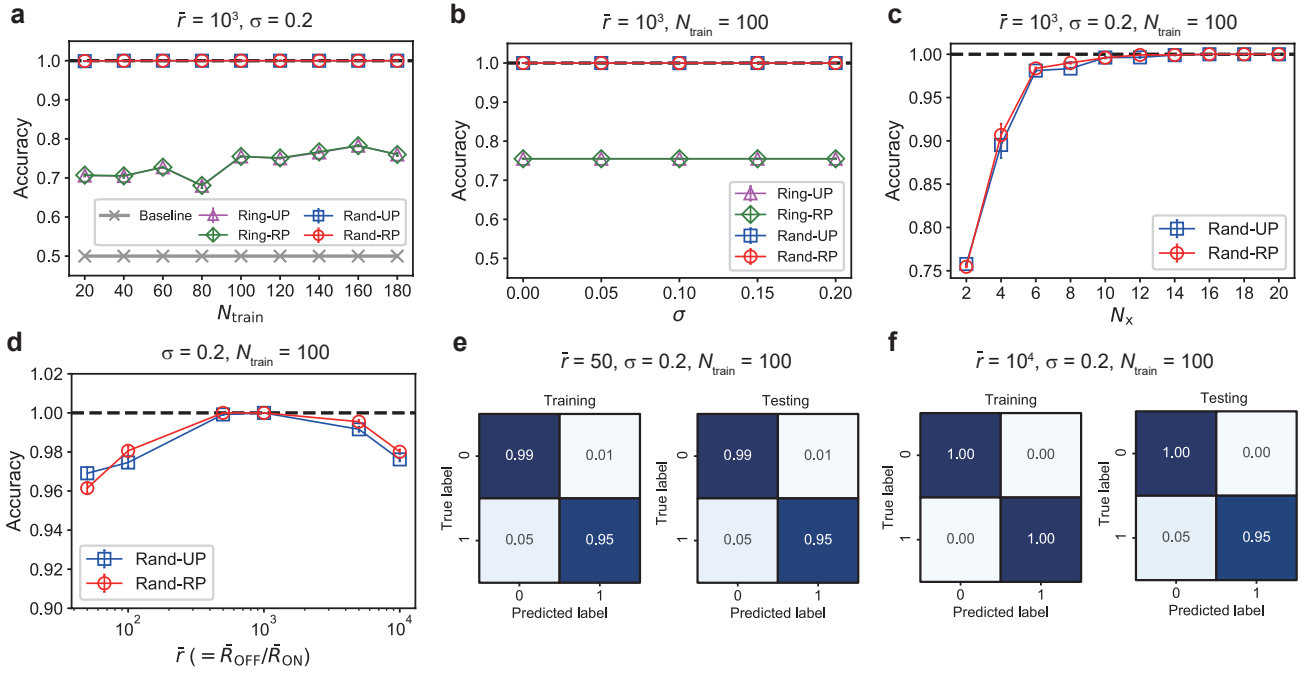 a
r̄ = 10³, σ = 0.2
Accuracy
1.0
0.9
0.8
0.7
0.6
0.5
Baseline
Ring-UP
Ring-RP
Rand-UP
Rand-RP
20 40 60 80 100 120 140 160 180
N_train
b
r̄ = 10³, N_train = 100
Accuracy
1.0
0.9
0.8
0.7
0.6
0.5
Ring-UP
Ring-RP
Rand-UP
Rand-RP
0.00 0.05 0.10 0.15 0.20
σ
c
r̄ = 10³, σ = 0.2, N_train = 100
Accuracy
1.00
0.95
0.90
0.85
0.80
0.75
Rand-UP
Rand-RP
2 4 6 8 10 12 14 16 18 20
N_x
d
σ = 0.2, N_train = 100
Accuracy
1.02
1.00
0.98
0.96
0.94
0.92
0.90
Rand-UP
Rand-RP
10² 10³ 10⁴
r̄ (= R̄_OFF/R̄_ON)
e
r̄ = 50, σ = 0.2, N_train = 100
Training
True label
0
1
0.99 0.01
0.05 0.95
0 1
Predicted label
Testing
True label
0
1
0.99 0.01
0.05 0.95
0 1
Predicted label
f
r̄ = 10⁴, σ = 0.2, N_train = 100
Training
True label
0
1
1.00 0.00
0.00 1.00
0 1
Predicted label
Testing
True label
0
1
1.00 0.00
0.05 0.95
0 1
Predicted label